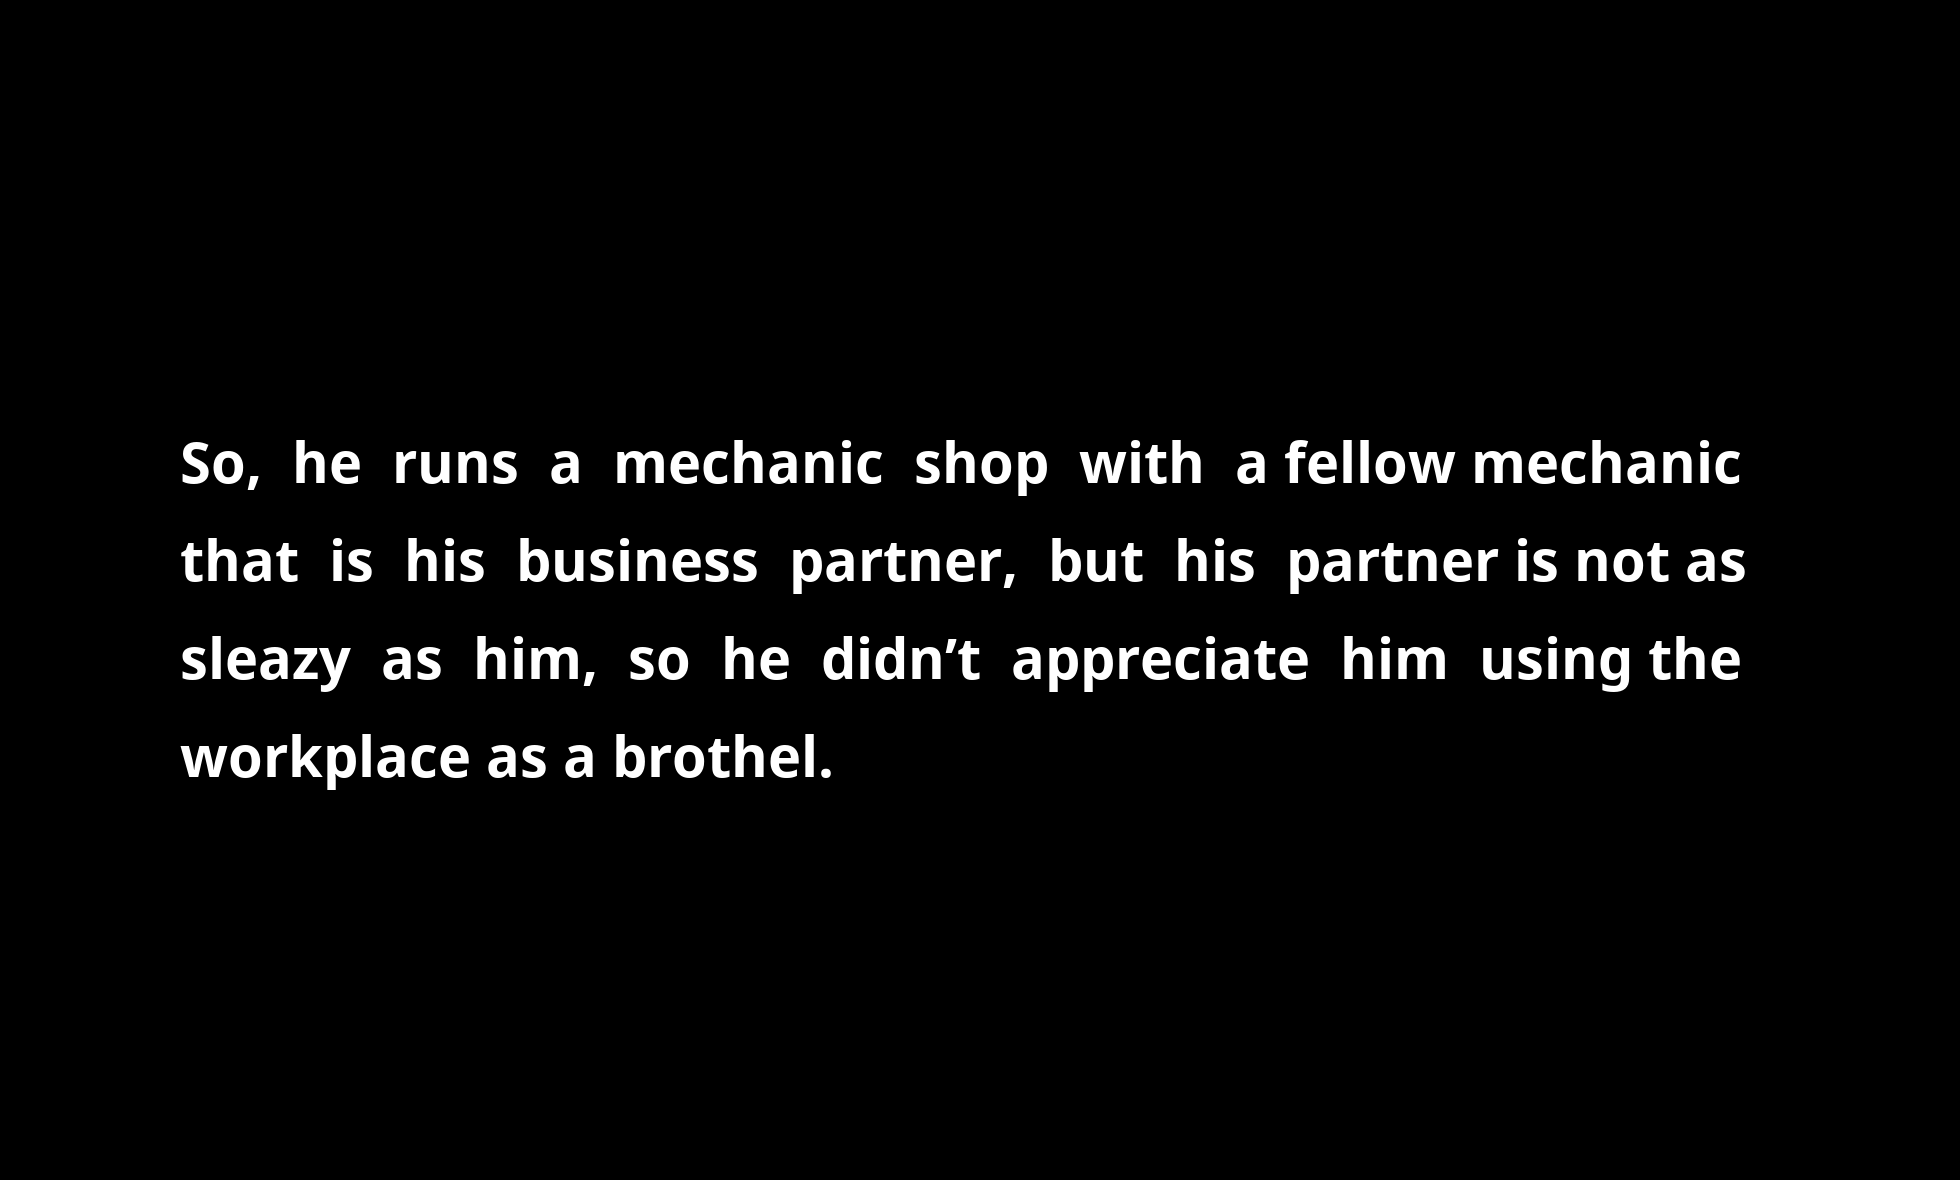 So, he runs a mechanic shop with a fellow mechanic
that is his business partner, but his partner is not as
sleazy as him, so he didn’t appreciate him using the
workplace as a brothel.